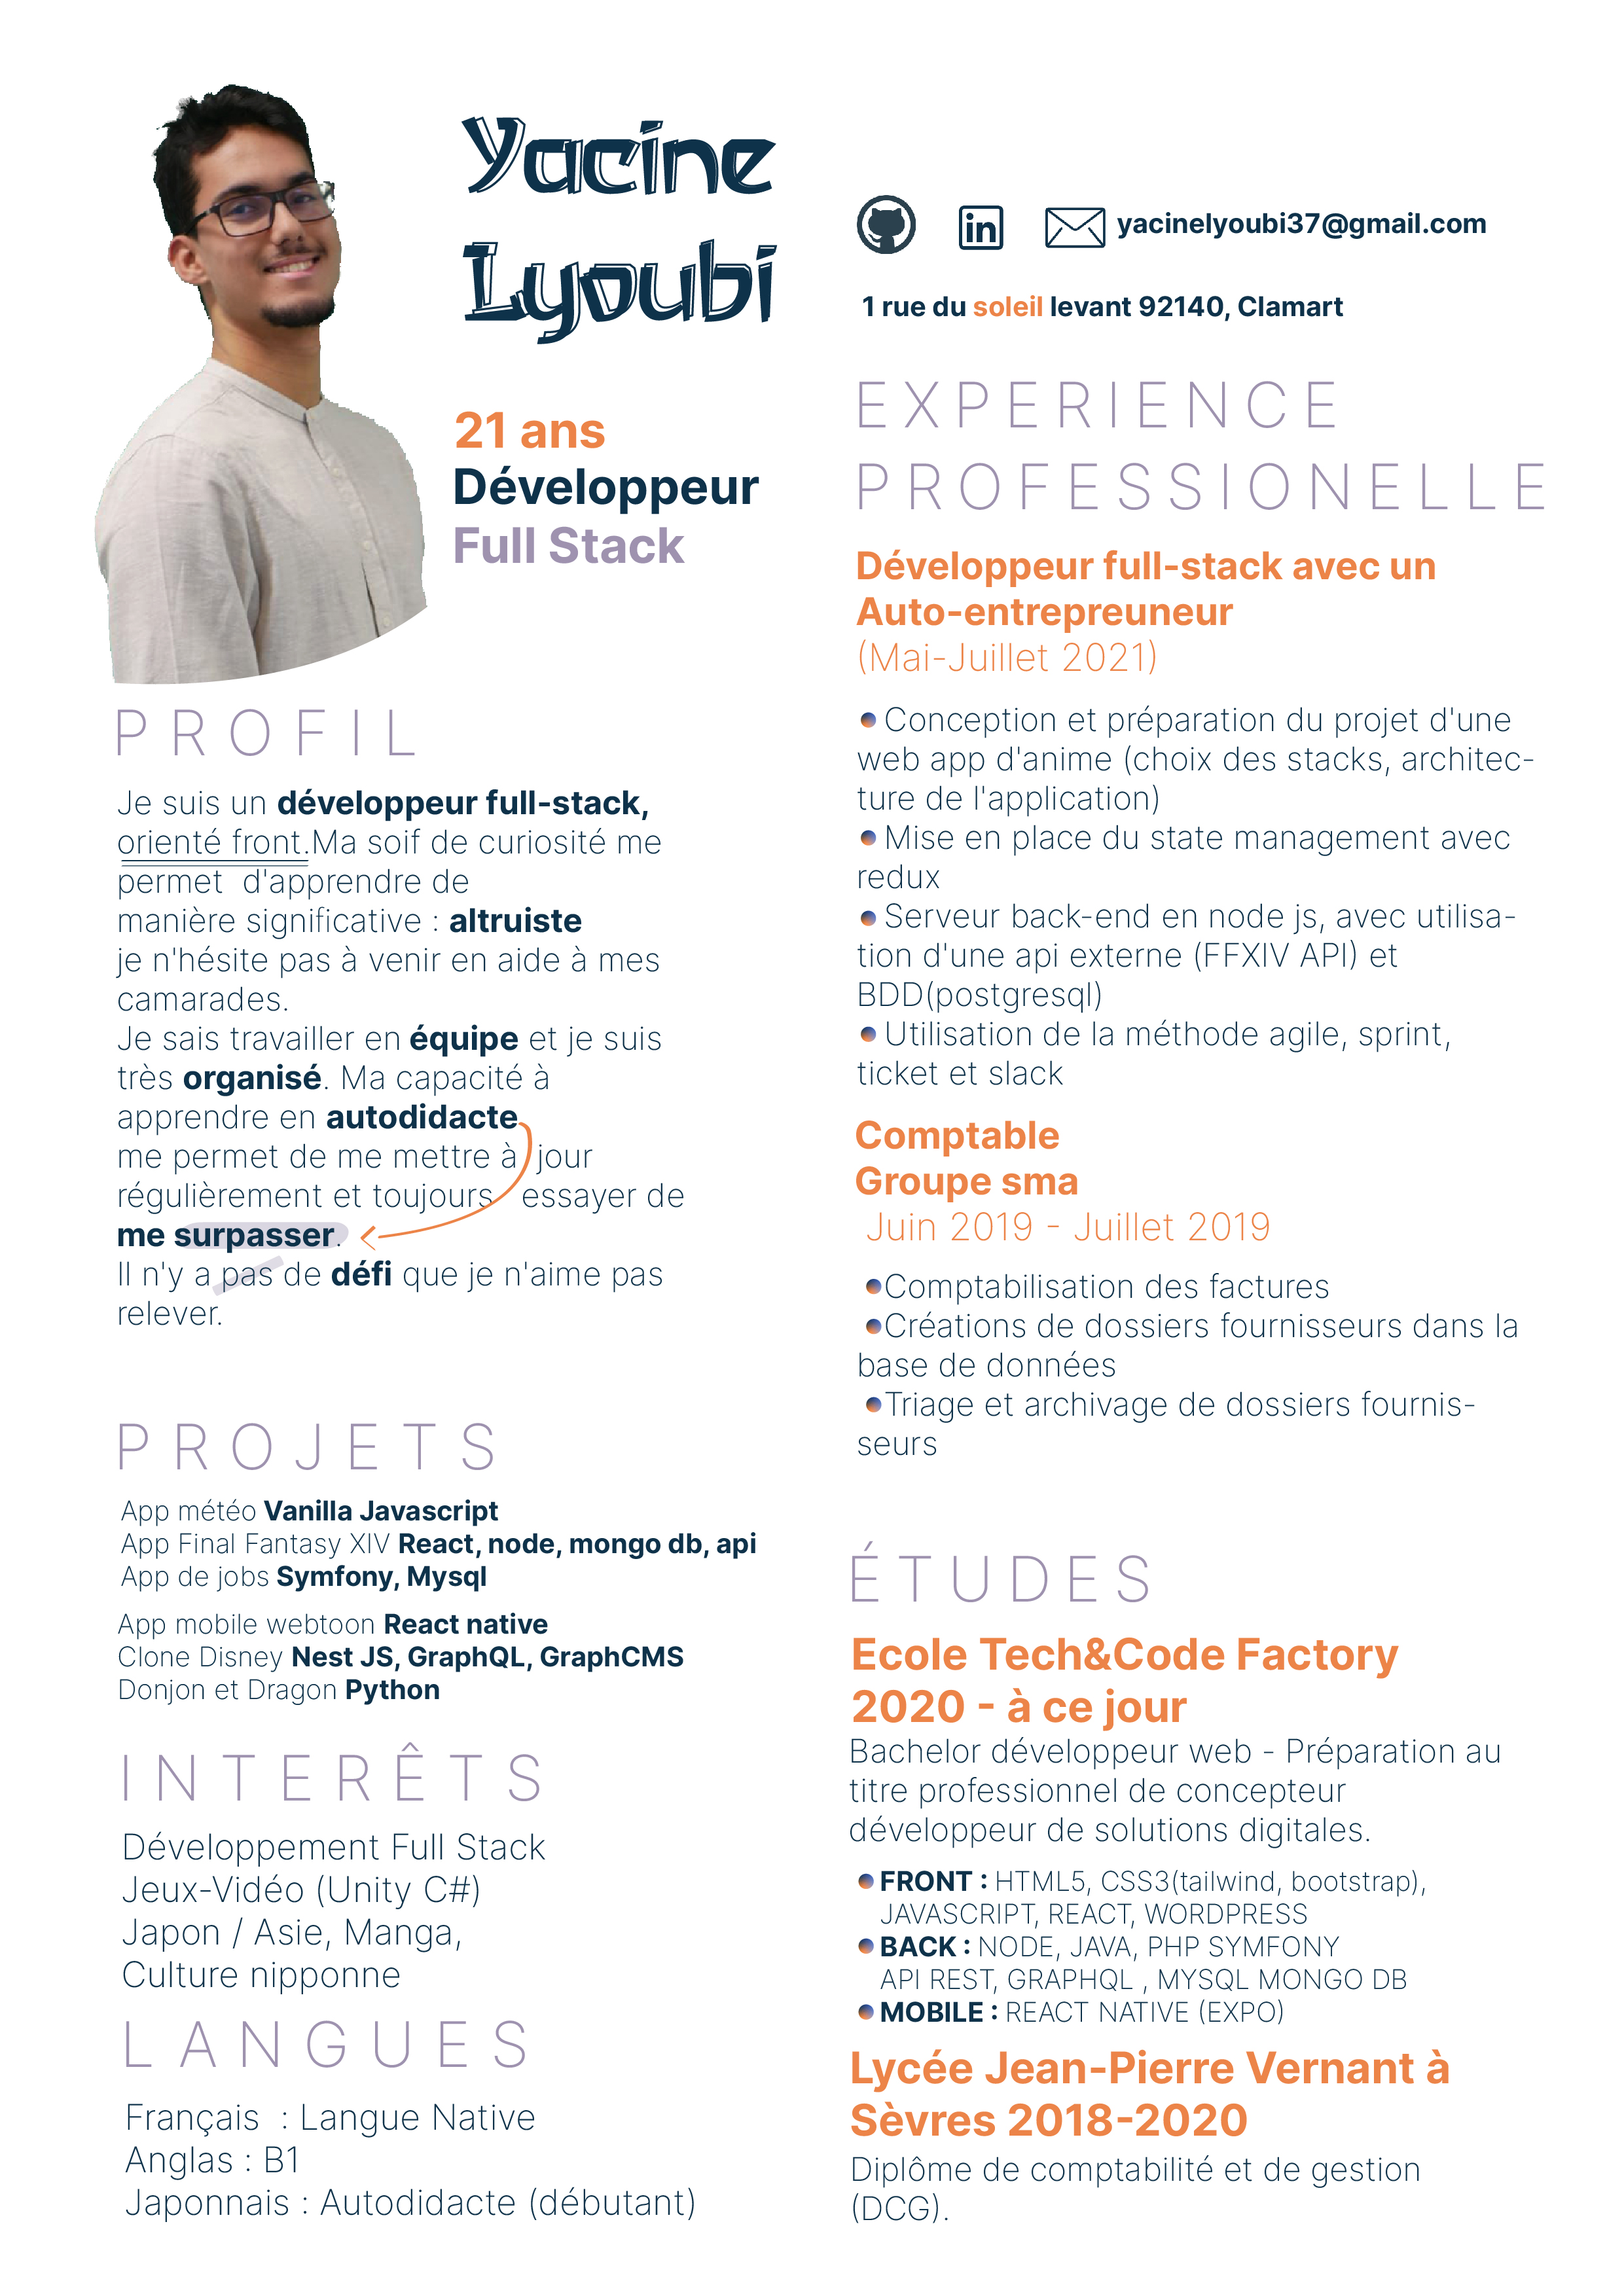 Yacine
Lyoubi
21 ans
Développeur
Full Stack
PROFIL
Je suis un développeur full-stack,
orienté front.Ma soif de curiosité me
permet d'apprendre de
manière significative : altruiste
je n'hésite pas à venir en aide à mes
camarades.
Je sais travailler en équipe et je suis
très organisé. Ma capacité à
apprendre en autodidacte
me permet de me mettre à jour
régulièrement et toujours essayer de
me surpasser.
Il n'y a pas de défi que je n'aime pas
relever.
PROJETS
App météo Vanilla Javascript
App Final Fantasy XIV React, node, mongo db, api
App de jobs Symfony, Mysql
App mobile webtoon React native
Clone Disney Nest JS, GraphQL, GraphCMS
Donjon et Dragon Python
INTERÊTS
Développement Full Stack
Jeux-Vidéo (Unity C#)
Japon / Asie, Manga,
Culture nipponne
LANGUES
Français : Langue Native
Anglas : B1
Japonnais : Autodidacte (débutant)
in yacinelyoubi37@gmail.com
1 rue du soleil levant 92140, Clamart
EXPERIENCE
PROFESSIONELLE
Développeur full-stack avec un
Auto-entrepreuneur
(Mai-Juillet 2021)
• Conception et préparation du projet d'une
web app d'anime (choix des stacks, architec-
ture de l'application)
• Mise en place du state management avec
redux
• Serveur back-end en node js, avec utilisa-
tion d'une api externe (FFXIV API) et
BDD(postgresql)
• Utilisation de la méthode agile, sprint,
ticket et slack
Comptable
Groupe sma
Juin 2019 - Juillet 2019
•Comptabilisation des factures
•Créations de dossiers fournisseurs dans la
base de données
•Triage et archivage de dossiers fournis-
seurs
ÉTUDES
Ecole Tech&Code Factory
2020 - à ce jour
Bachelor développeur web - Préparation au
titre professionnel de concepteur
développeur de solutions digitales.
• FRONT : HTML5, CSS3(tailwind, bootstrap),
JAVASCRIPT, REACT, WORDPRESS
• BACK : NODE, JAVA, PHP SYMFONY
API REST, GRAPHQL , MYSQL MONGO DB
• MOBILE : REACT NATIVE (EXPO)
Lycée Jean-Pierre Vernant à
Sèvres 2018-2020
Diplôme de comptabilité et de gestion
(DCG).